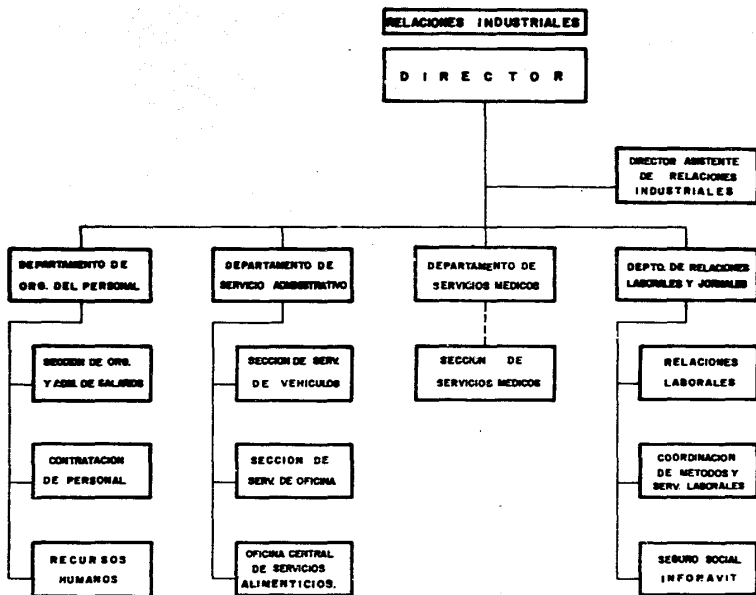 RELACIONES INDUSTRIALES
DIRECTOR
DIRECTOR ASISTENTE
DE RELACIONES
INDUSTRIALES
DEPARTAMENTO DE
ORG. DEL PERSONAL
DEPARTAMENTO DE
SERVICIO ADMINISTRATIVO
DEPARTAMENTO DE
SERVICIOS MEDICOS
DEPTO. DE RELACIONES
LABORALES Y JORNALES
SECCION DE ORG.
Y ADM. DE SALARIOS
SECCION DE SERV.
DE VEHICULOS
SECCION DE
SERVICIOS MEDICOS
RELACIONES
LABORALES
CONTRATACION
DE PERSONAL
SECCION DE
SERV. DE OFICINA
COORDINACION
DE METODOS Y
SERV. LABORALES
RECURSOS
HUMANOS
OFICINA CENTRAL
DE SERVICIOS
ALIMENTICIOS.
SEGURO SOCIAL
INFONAVIT